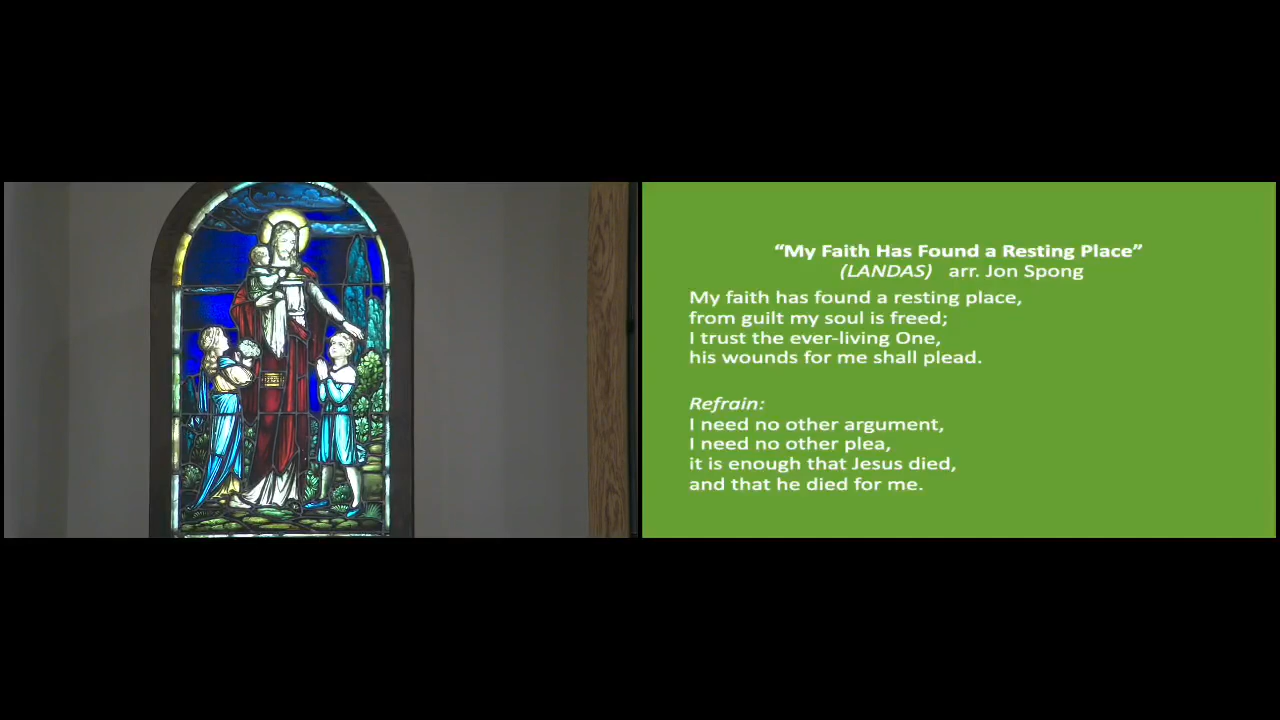 “My Faith Has Found a Resting Place”
(LANDAS) arr. Jon Spong
My faith has found a resting place,
from guilt my soul is freed;
I trust the ever-living One,
his wounds for me shall plead.
Refrain:
I need no other argument,
I need no other plea,
it is enough that Jesus died,
and that he died for me.